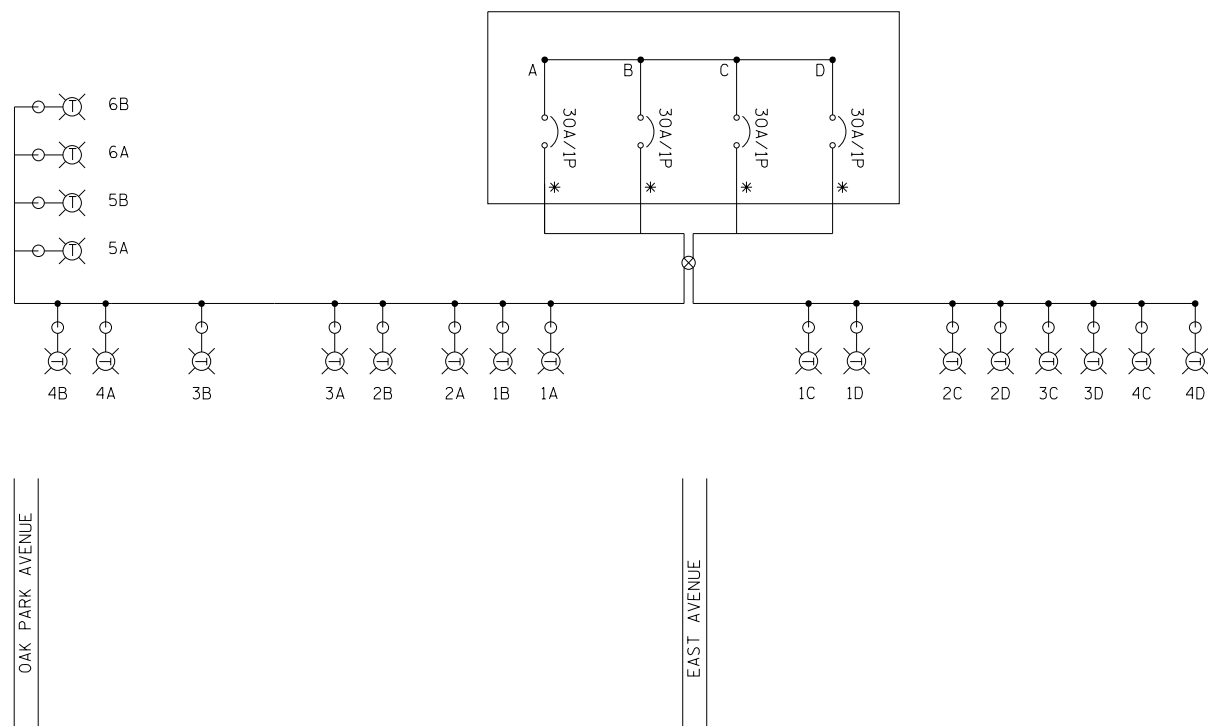 A B C D
30A/1P 30A/1P 30A/1P 30A/1P
* * * *
T 6B
T 6A
T 5B
T 5A
T T T T T T T T T T T T T T T T
4B 4A 3B 3A 2B 2A 1B 1A 1C 1D 2C 2D 3C 3D 4C 4D
OAK PARK AVENUE
EAST AVENUE